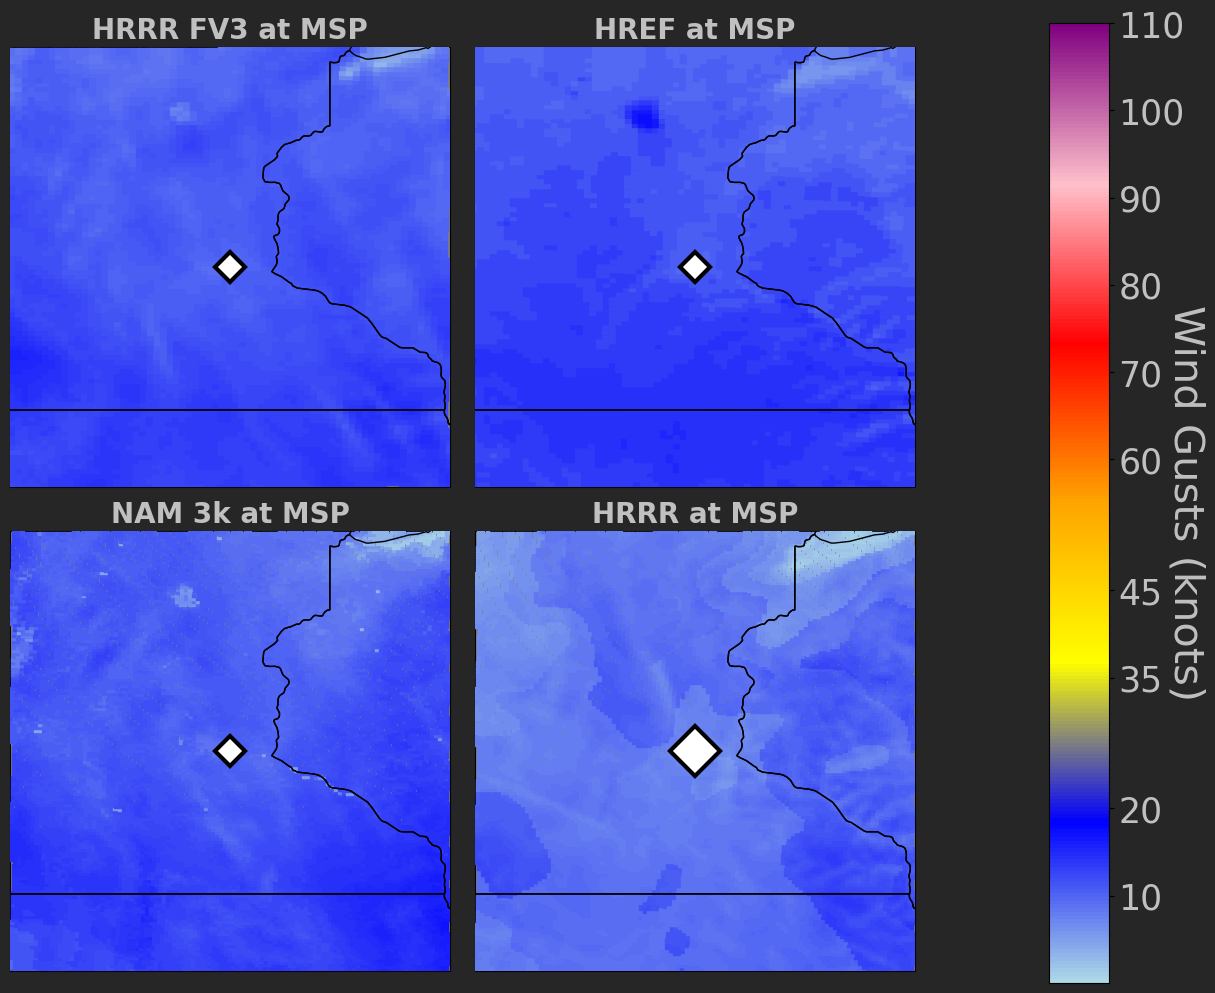 HRRR FV3 at MSP
HREF at MSP
NAM 3k at MSP
HRRR at MSP
110
100
90
80
70
60
45
35
20
10
Wind Gusts (knots)